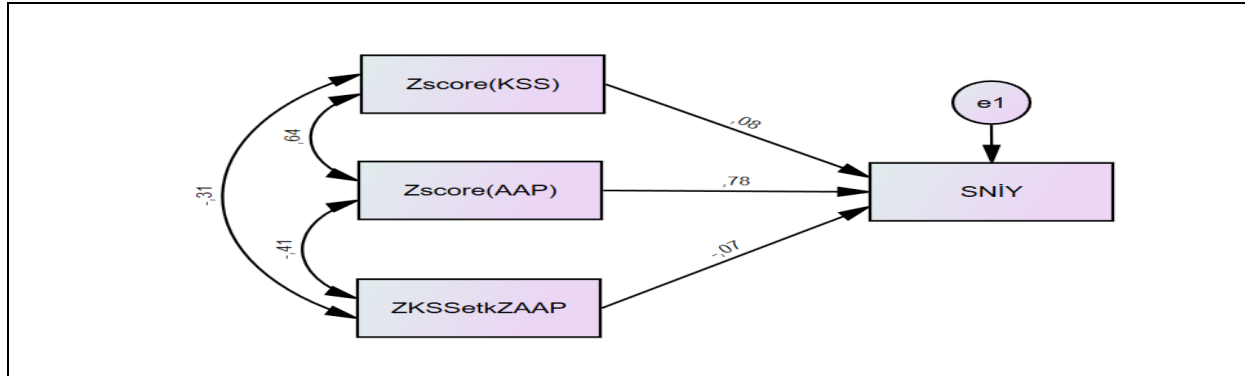 Zscore(KSS)
e1
,08
,64
-,31
Zscore(AAP)
,78
SNİY
-,41
-,07
ZKSSetkZAAP